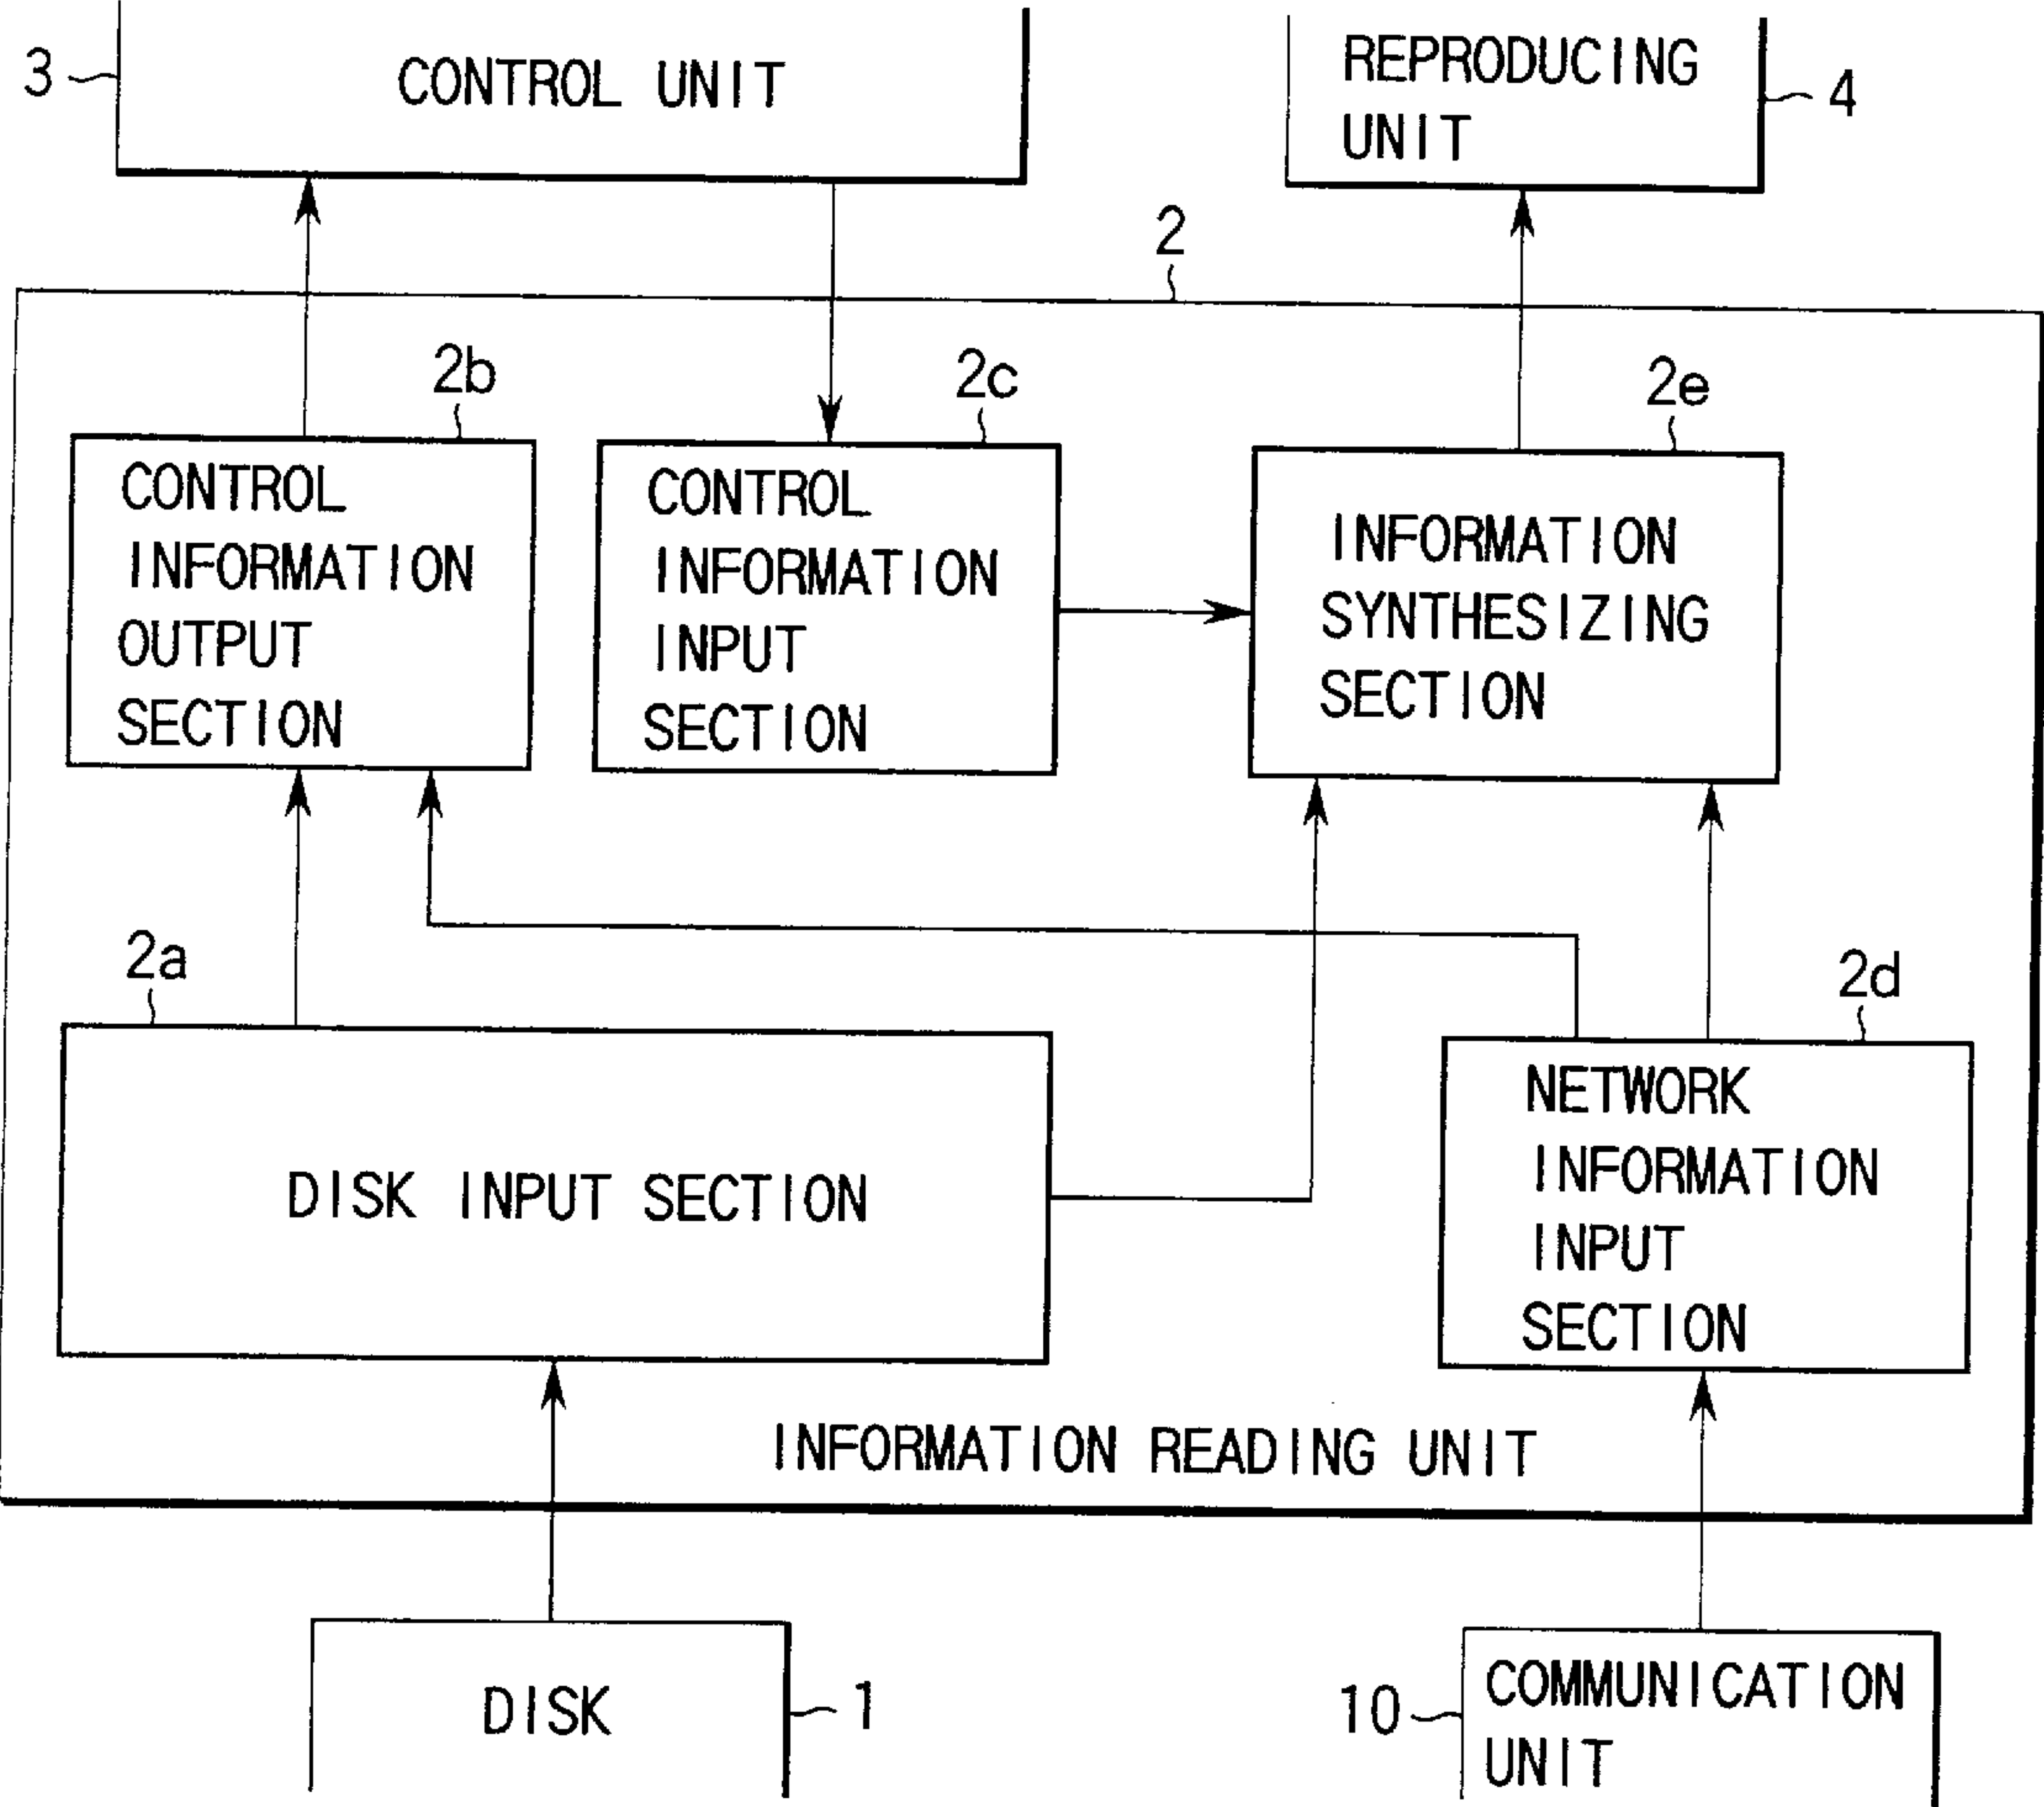 3
CONTROL UNIT
REPRODUCING
UNIT
4
2
2b
2c
2e
CONTROL
INFORMATION
OUTPUT
SECTION
CONTROL
INFORMATION
INPUT
SECTION
INFORMATION
SYNTHESIZING
SECTION
2a
2d
DISK INPUT SECTION
NETWORK
INFORMATION
INPUT
SECTION
INFORMATION READING UNIT
DISK
1
10
COMMUNICATION
UNIT